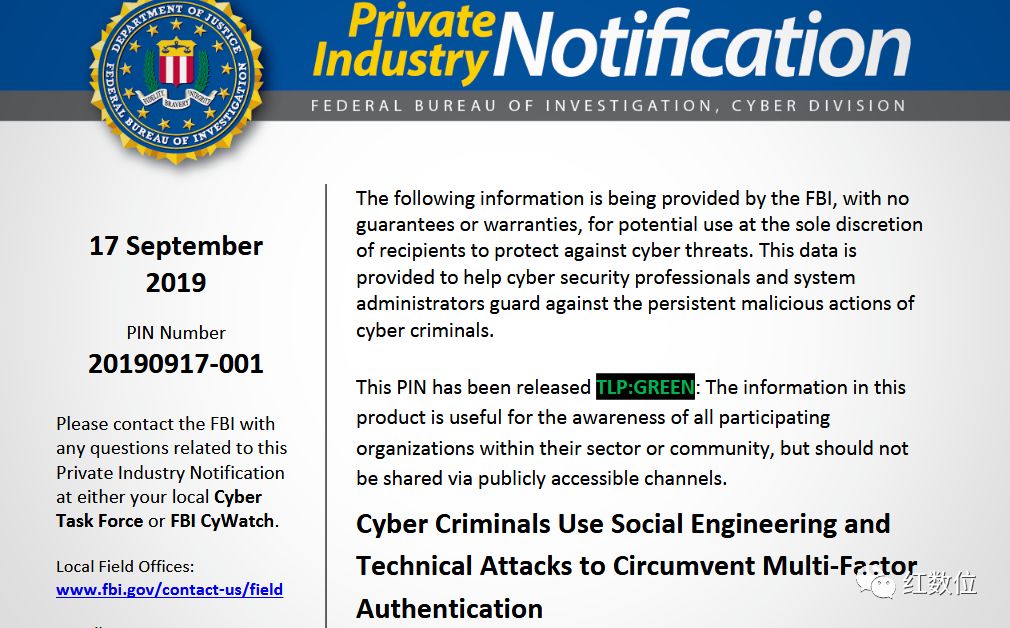 DEPARTMENT OF JUSTICE
FIDELITY BRAVERY INTEGRITY
FEDERAL BUREAU OF INVESTIGATION
Private
Industry
Notification
FEDERAL BUREAU OF INVESTIGATION, CYBER DIVISION
17 September
2019
PIN Number
20190917-001
Please contact the FBI with
any questions related to this
Private Industry Notification
at either your local Cyber
Task Force or FBI CyWatch.
Local Field Offices:
www.fbi.gov/contact-us/field
The following information is being provided by the FBI, with no
guarantees or warranties, for potential use at the sole discretion
of recipients to protect against cyber threats. This data is
provided to help cyber security professionals and system
administrators guard against the persistent malicious actions of
cyber criminals.
This PIN has been released TLP:GREEN: The information in this
product is useful for the awareness of all participating
organizations within their sector or community, but should not
be shared via publicly accessible channels.
Cyber Criminals Use Social Engineering and
Technical Attacks to Circumvent Multi-Factor
Authentication
红数位